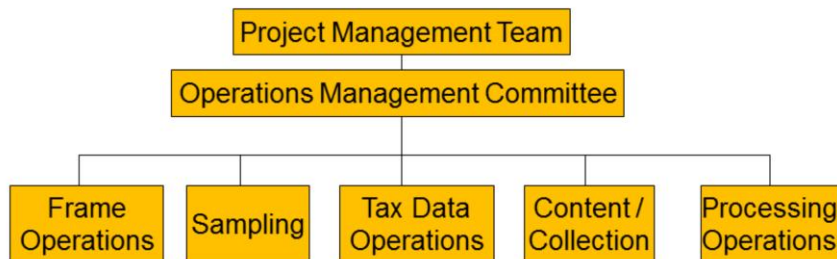 Project Management Team
Operations Management Committee
Frame
Operations
Sampling
Tax Data
Operations
Content /
Collection
Processing
Operations